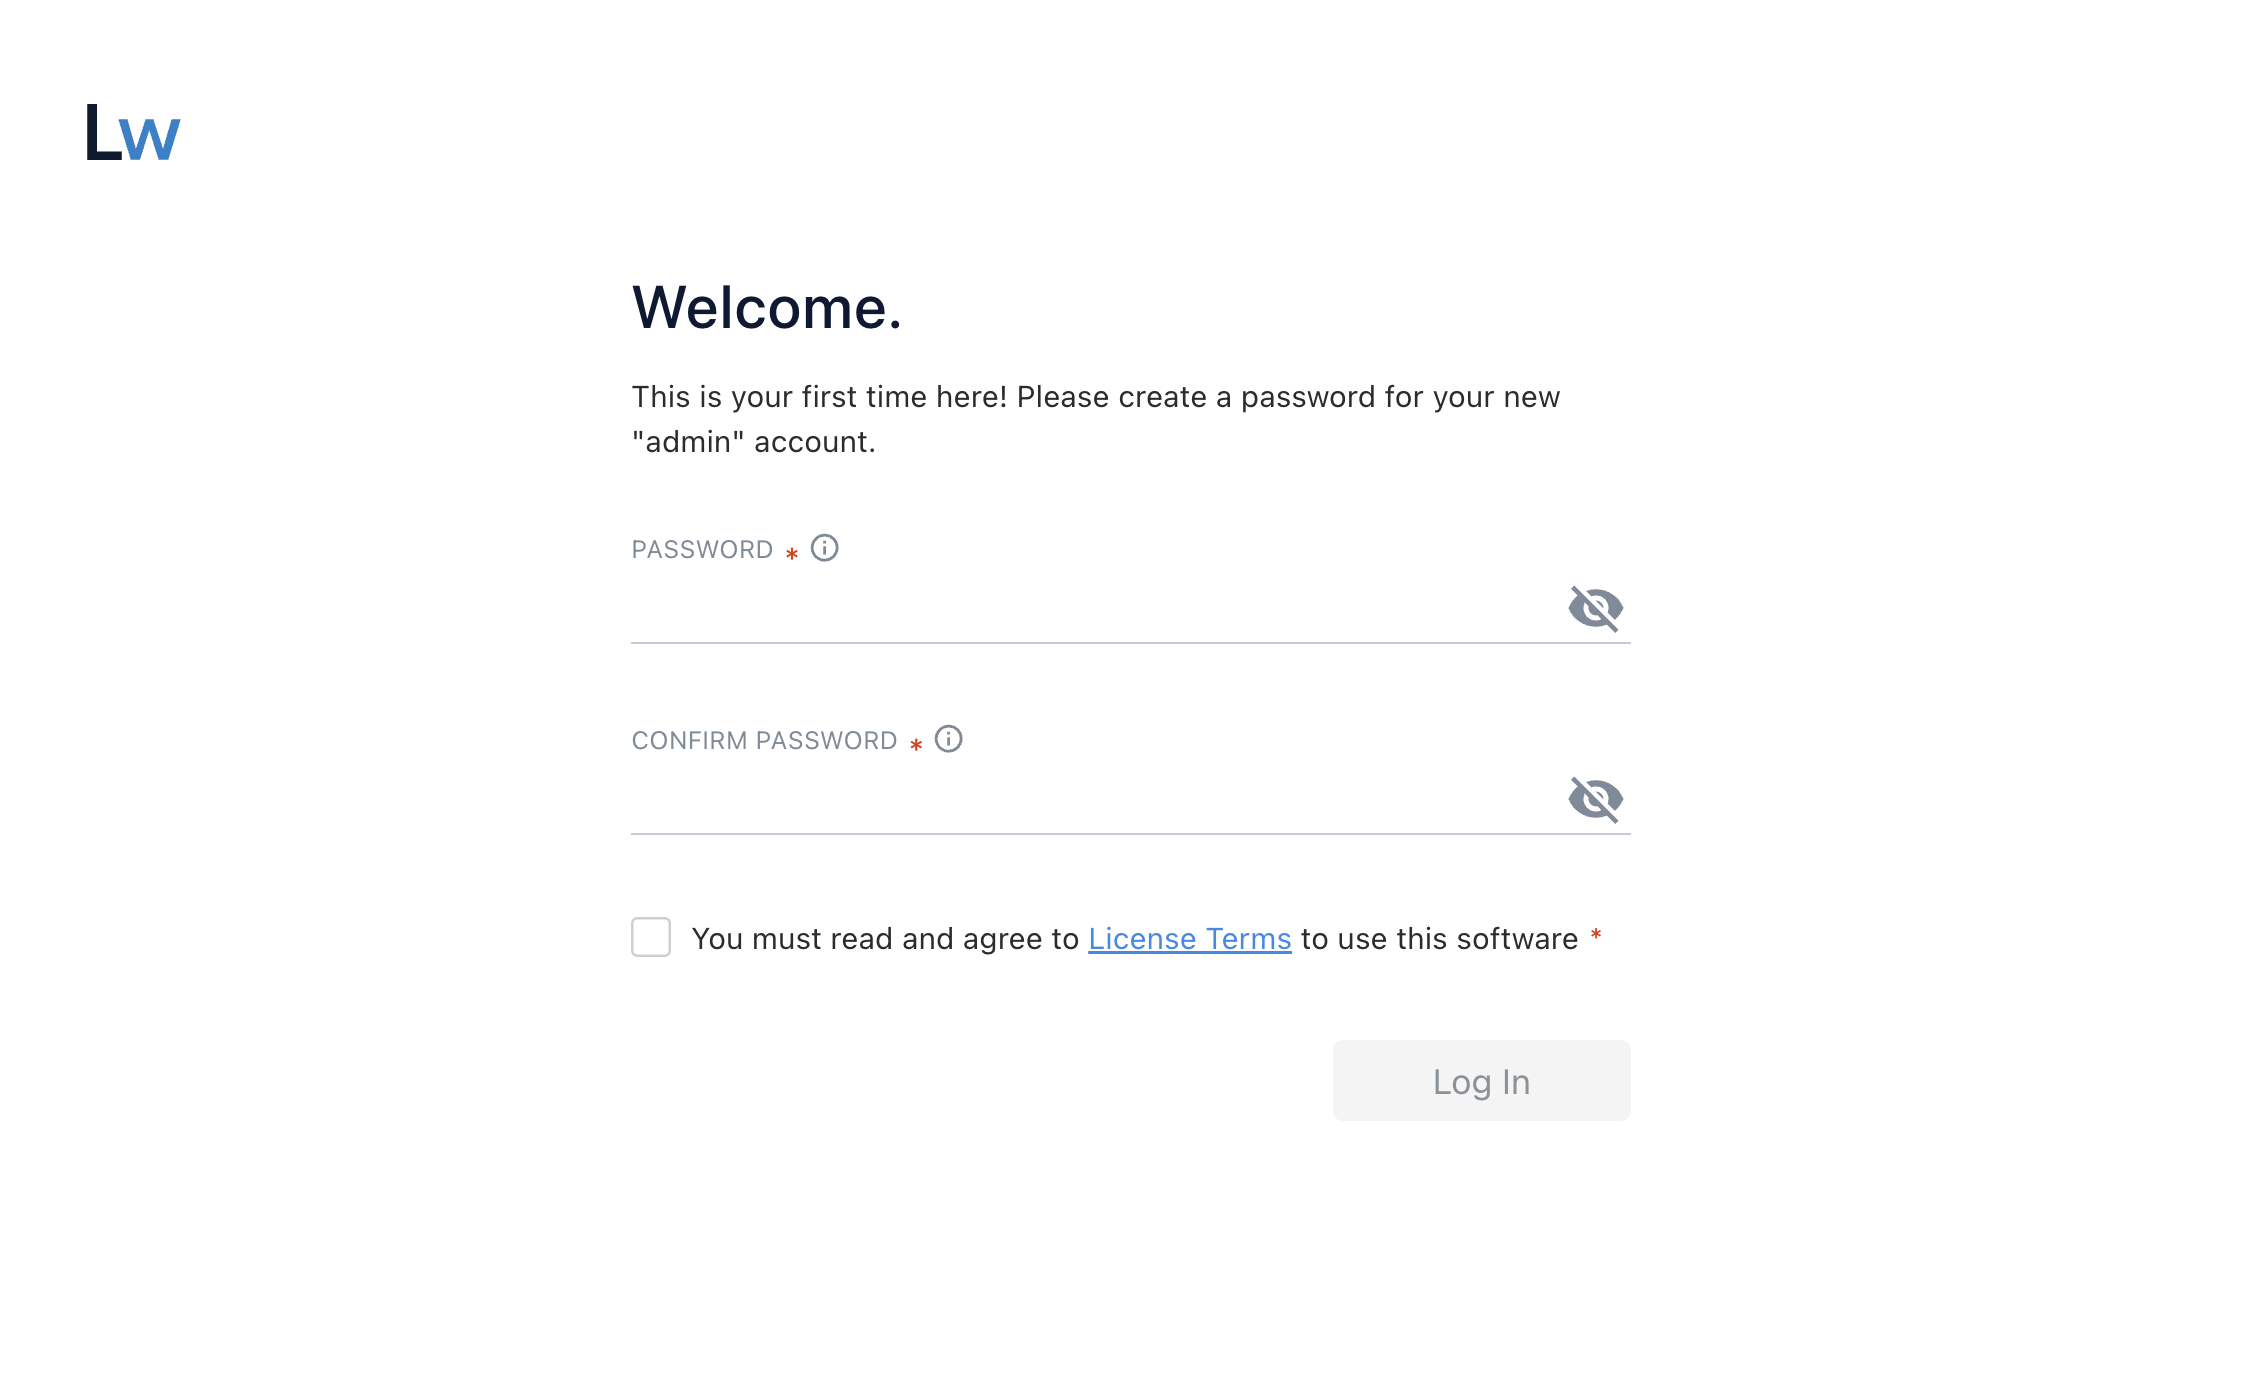 Lw
Welcome.
This is your first time here! Please create a password for your new
"admin" account.
PASSWORD *
CONFIRM PASSWORD *
You must read and agree to License Terms to use this software *
Log In